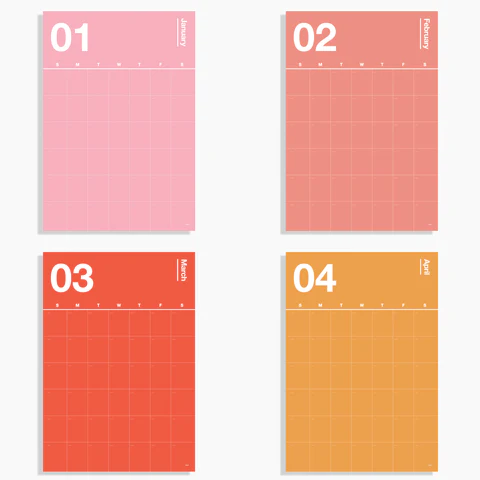 01
January
S M T W T F S
02
February
S M T W T F S
03
March
S M T W T F S
04
April
S M T W T F S